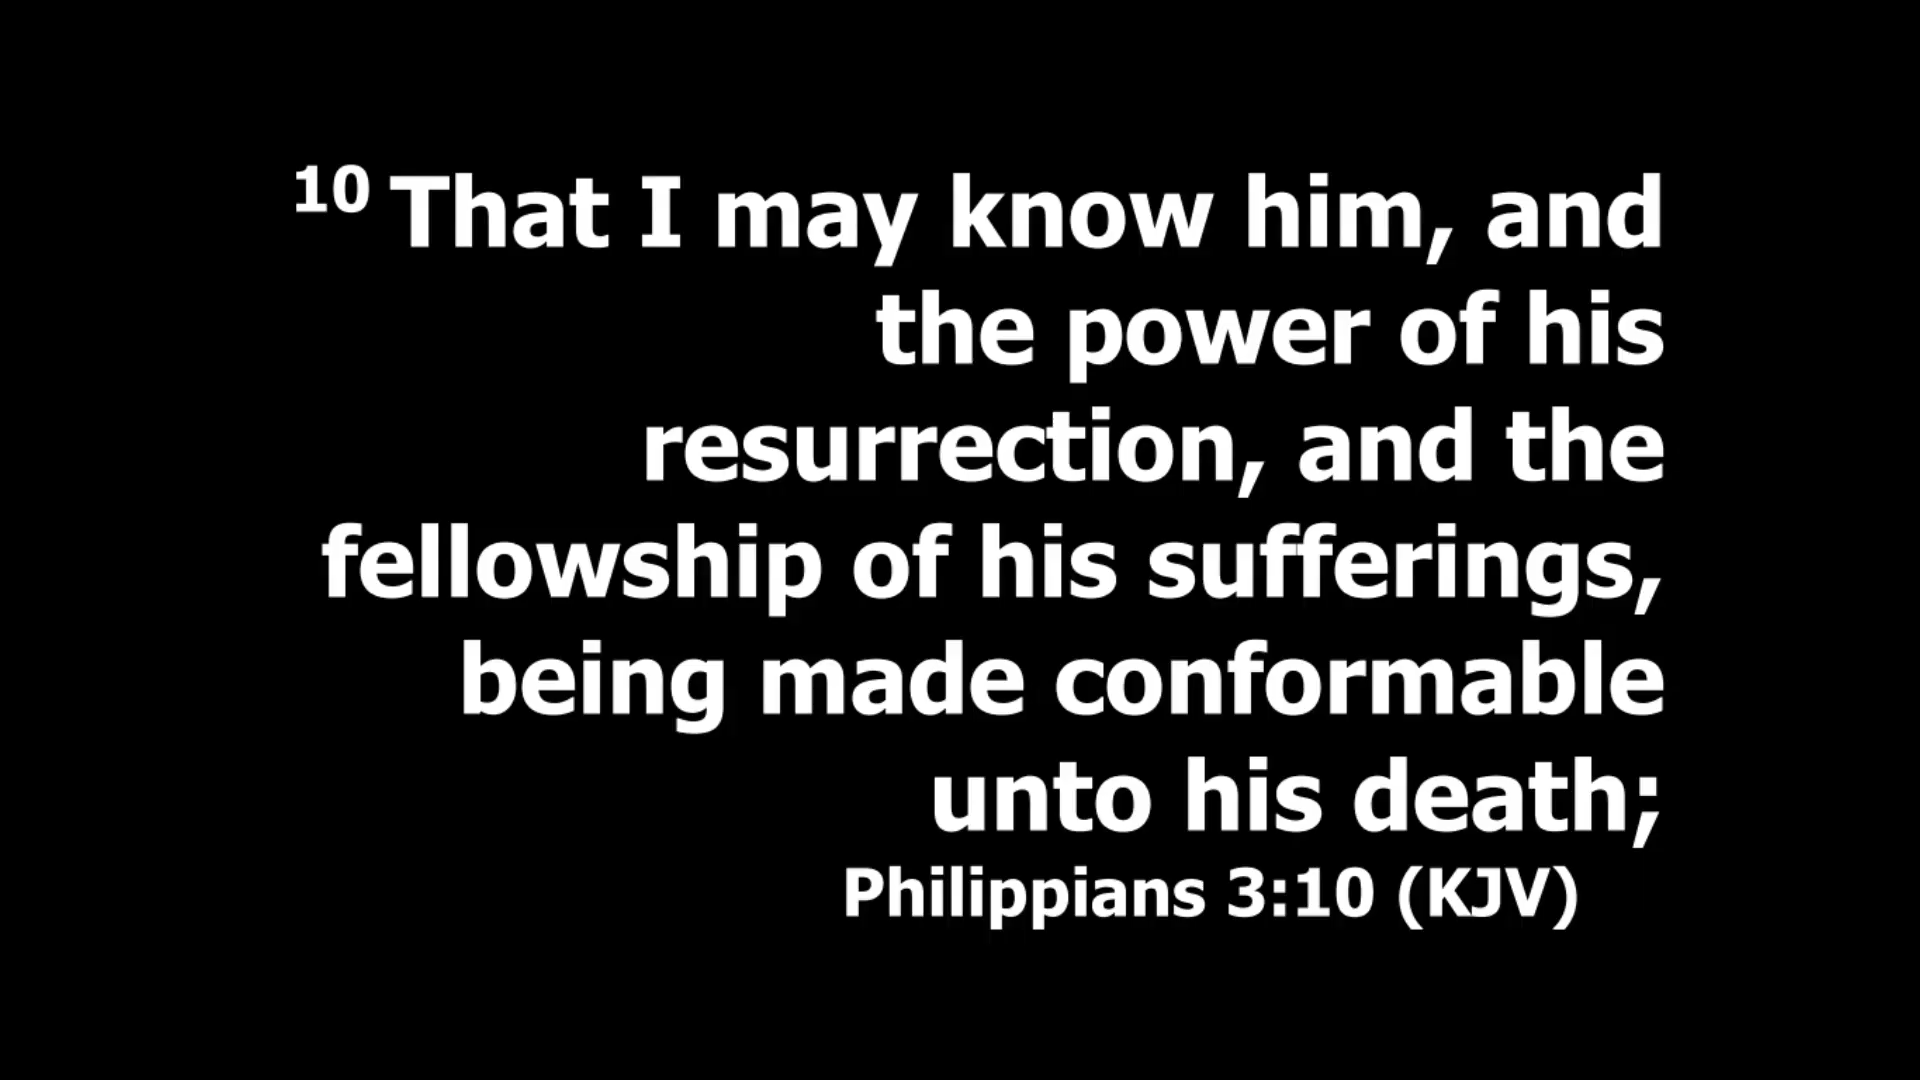 10 That I may know him, and
the power of his
resurrection, and the
fellowship of his sufferings,
being made conformable
unto his death;
Philippians 3:10 (KJV)